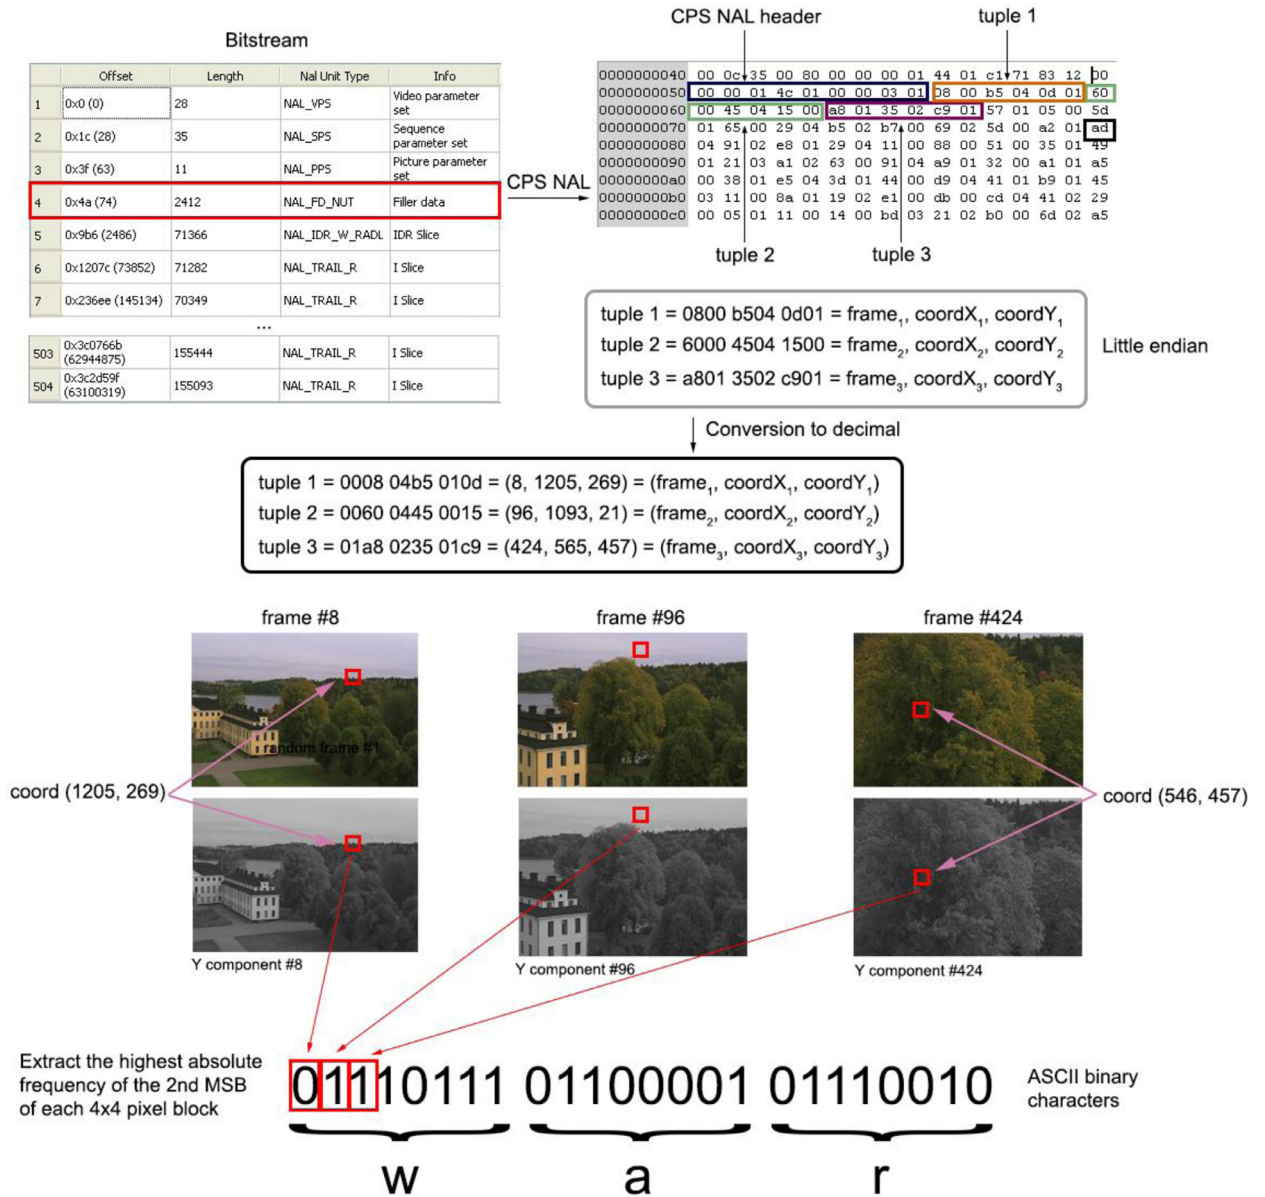 Bitstream
Offset Length Nal Unit Type Info
1 0x0 (0) 28 NAL_VPS Video parameter set
2 0x1c (28) 35 NAL_SPS Sequence parameter set
3 0x3f (63) 11 NAL_PPS Picture parameter set
4 0x4a (74) 2412 NAL_FD_NUT Filler data
5 0x9b6 (2486) 71366 NAL_IDR_W_RADL IDR Slice
6 0x1207c (73852) 71282 NAL_TRAIL_R I Slice
7 0x236ee (145134) 70349 NAL_TRAIL_R I Slice
...
503 0x3c0766b (62944875) 155444 NAL_TRAIL_R I Slice
504 0x3c2d59f (63100319) 155093 NAL_TRAIL_R I Slice
CPS NAL
CPS NAL header
tuple 1
0000000040 00 0c 35 00 80 00 00 00 01 44 01 c1 71 83 12 00
0000000050 00 00 01 4c 01 00 00 03 01 08 00 b5 04 0d 01 60
0000000060 00 45 04 15 00 a8 01 35 02 c9 01 57 01 05 00 5d
0000000070 01 65 00 29 04 b5 02 b7 00 69 02 5d 00 a2 01 ad
0000000080 04 91 02 e8 01 29 04 11 00 88 00 51 00 35 01 49
0000000090 01 21 03 a1 02 63 00 91 04 a9 01 32 00 a1 01 a5
00000000a0 00 38 01 e5 04 3d 01 44 00 d9 04 41 01 b9 01 45
00000000b0 03 11 00 8a 01 19 02 e1 00 db 00 cd 04 41 02 29
00000000c0 00 05 01 11 00 14 00 bd 03 21 02 b0 00 6d 02 a5
tuple 2
tuple 3
tuple 1 = 0800 b504 0d01 = frame1, coordX1, coordY1
tuple 2 = 6000 4504 1500 = frame2, coordX2, coordY2
tuple 3 = a801 3502 c901 = frame3, coordX3, coordY3
Little endian
Conversion to decimal
tuple 1 = 0008 04b5 010d = (8, 1205, 269) = (frame1, coordX1, coordY1)
tuple 2 = 0060 0445 0015 = (96, 1093, 21) = (frame2, coordX2, coordY2)
tuple 3 = 01a8 0235 01c9 = (424, 565, 457) = (frame3, coordX3, coordY3)
frame #8
frame #96
frame #424
random frame #1
coord (1205, 269)
coord (546, 457)
Y component #8
Y component #96
Y component #424
Extract the highest absolute
frequency of the 2nd MSB
of each 4x4 pixel block
01110111 01100001 01110010
ASCII binary
characters
w a r